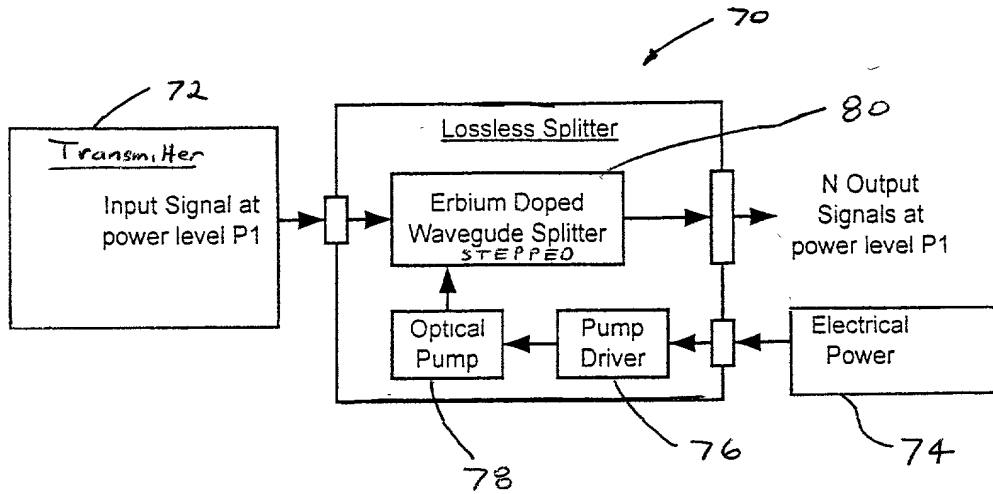 70
72
80
Transmitter
Lossless Splitter
Input Signal at
power level P1
Erbium Doped
Wavegude Splitter
STEPPED
N Output
Signals at
power level P1
Optical
Pump
Pump
Driver
Electrical
Power
78
76
74